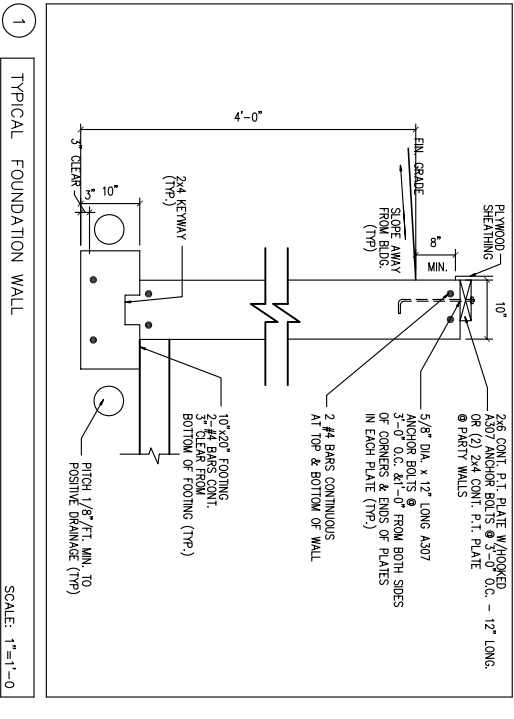 PLYWOOD
SHEATHING
10"
2x6 CONT. P.T. PLATE W/HOOKED
A307 ANCHOR BOLTS @ 3'-0" O.C. - 12" LONG.
OR (2) 2x4 CONT. P.T. PLATE
@ PARTY WALLS
8"
MIN.
FIN. GRADE
SLOPE AWAY
FROM BLDG.
(TYP)
5/8" DIA. x 12" LONG A307
ANCHOR BOLTS @
3'-0" O.C. &1'-0" FROM BOTH SIDES
OF CORNERS & ENDS OF PLATES
IN EACH PLATE (TYP.)
4'-0"
2 #4 BARS CONTINUOUS
AT TOP & BOTTOM OF WALL
2x4 KEYWAY
(TYP.)
10"x20" FOOTING
2-#4 BARS CONT.
3" CLEAR FROM
BOTTOM OF FOOTING (TYP.)
10"
3"
3" CLEAR
PITCH 1/8"/FT. MIN. TO
POSITIVE DRAINAGE (TYP)
1
TYPICAL FOUNDATION WALL
SCALE: 1"=1'-0